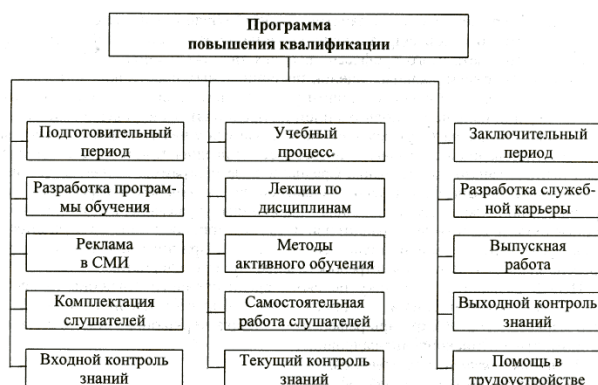 Программа
повышения квалификации
Подготовительный
период
Разработка програм-
мы обучения
Реклама
в СМИ
Комплектация
слушателей
Входной контроль
знаний
Учебный
процесс
Лекции по
дисциплинам
Методы
активного обучения
Самостоятельная
работа слушателей
Текущий контроль
знаний
Заключительный
период
Разработка служеб-
ной карьеры
Выпускная
работа
Выходной контроль
знаний
Помощь в
трудоустройстве